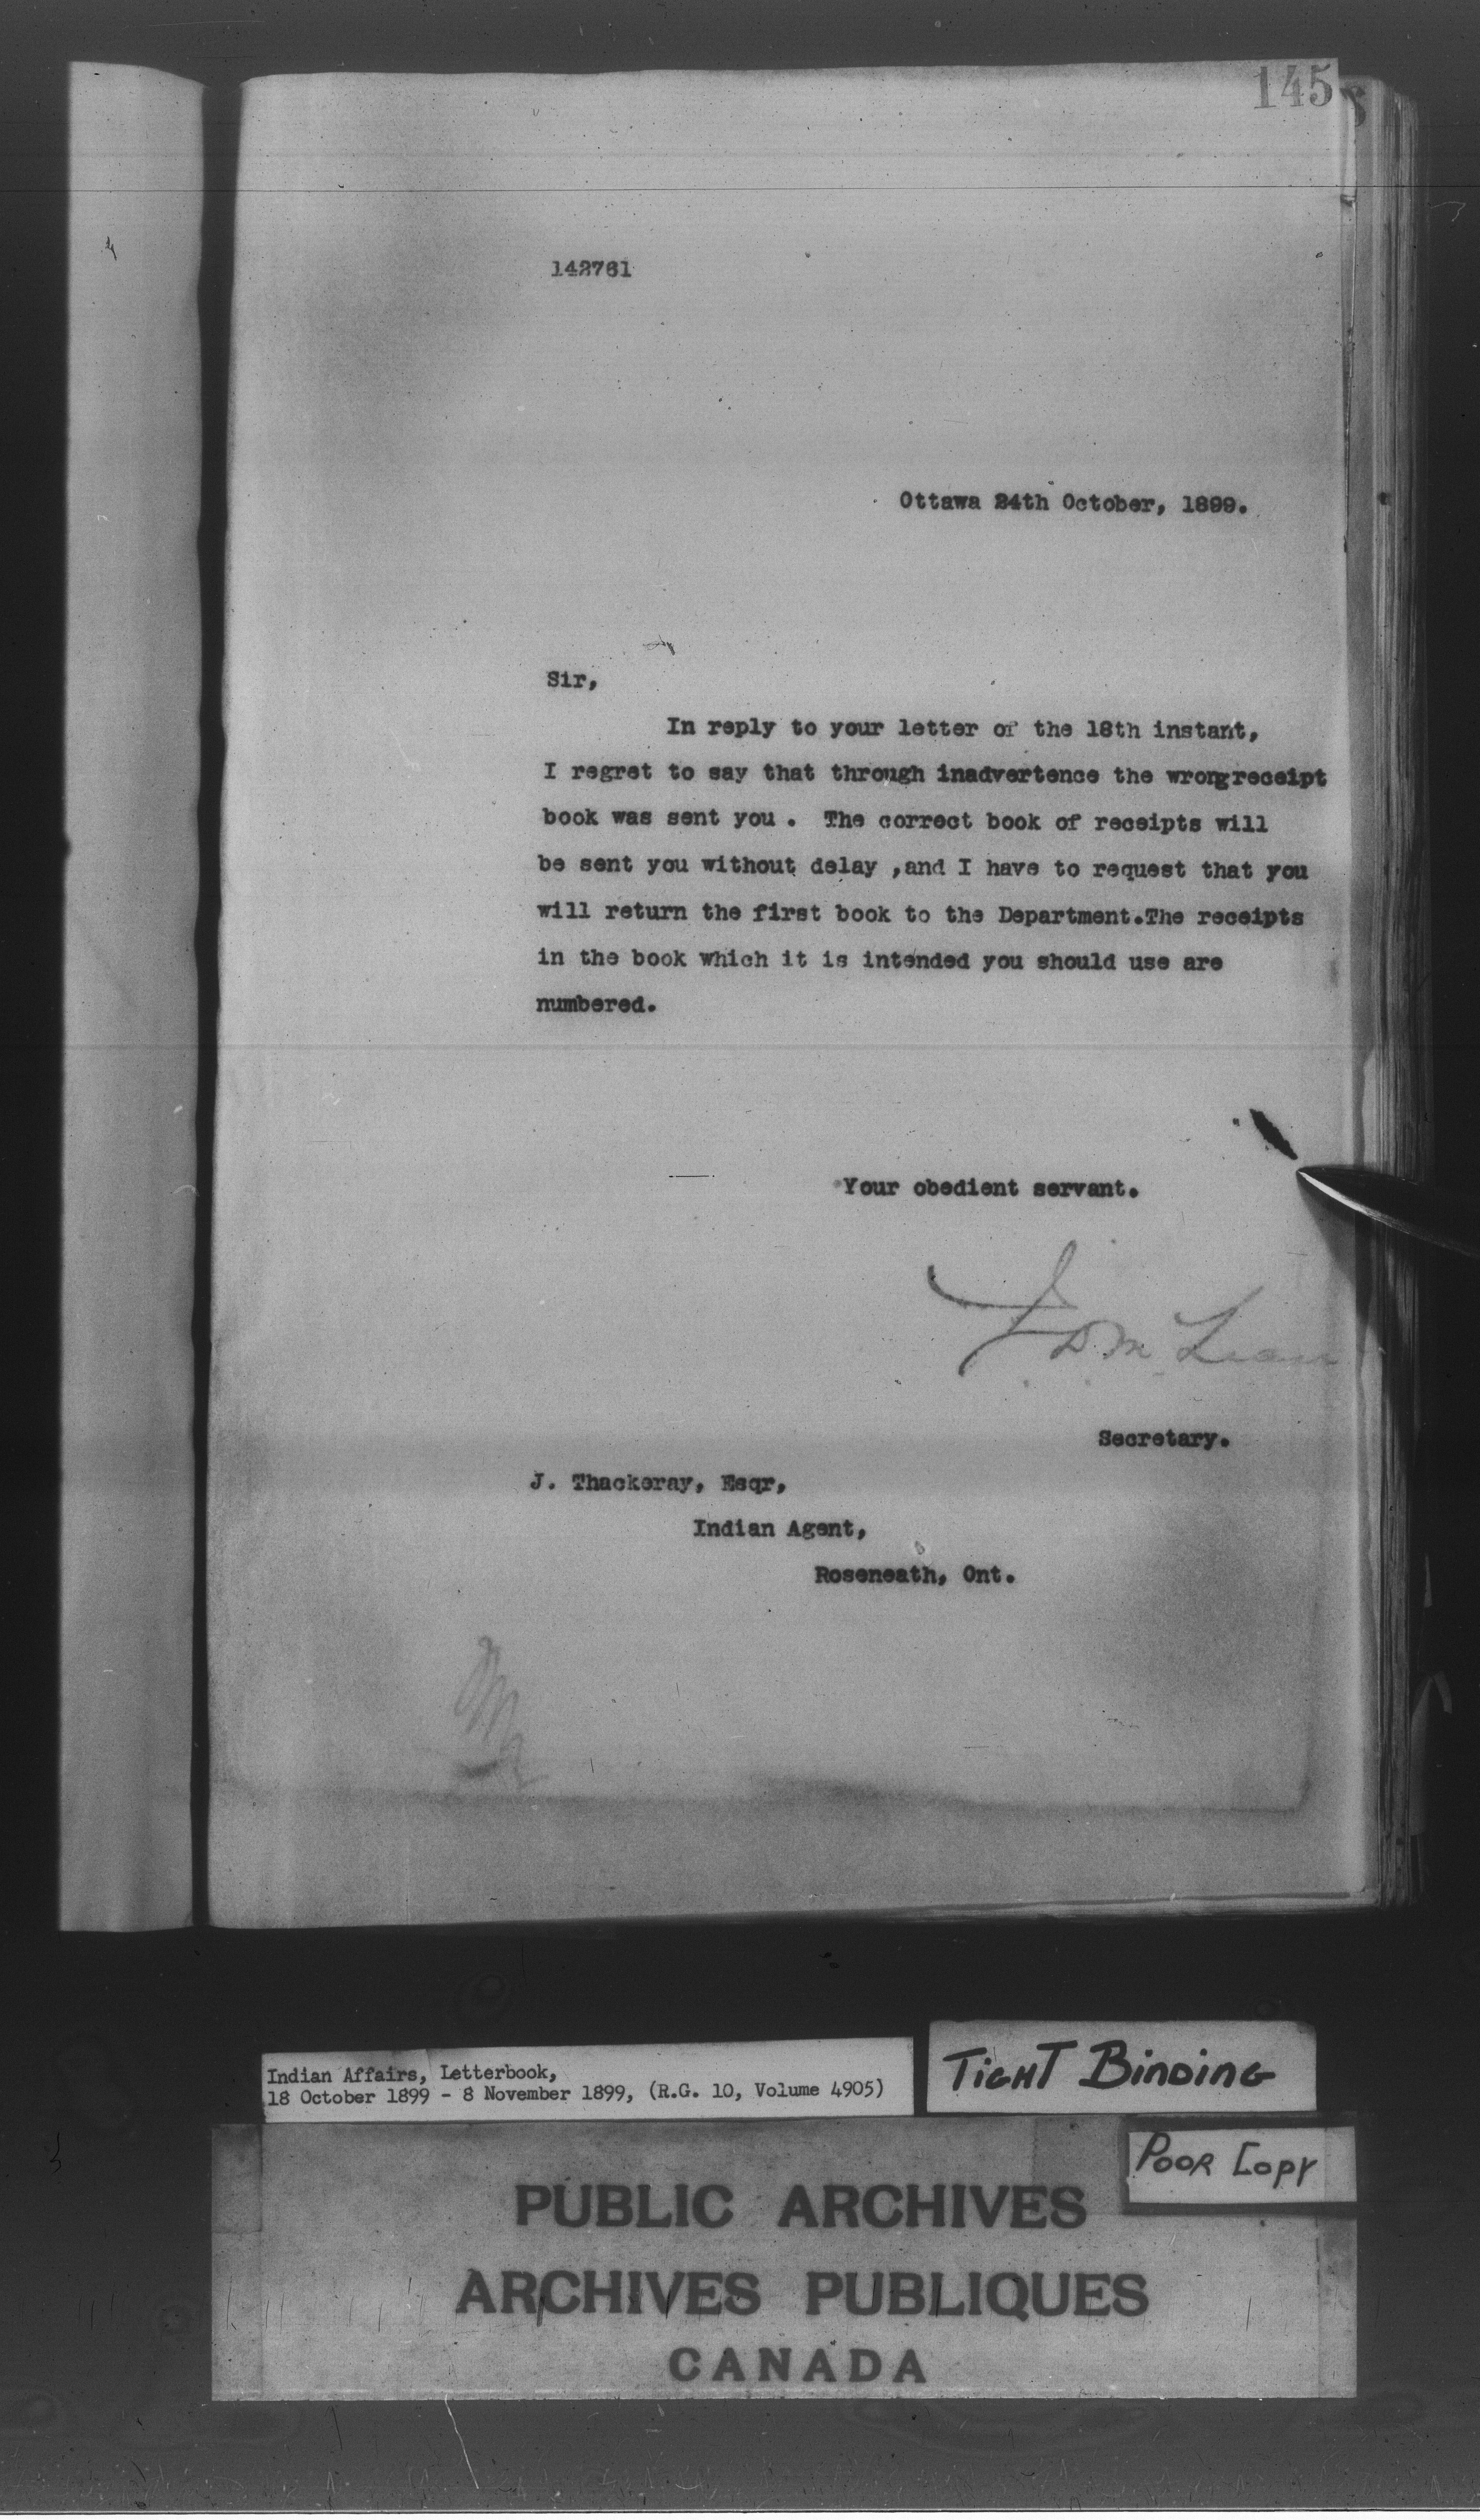 145
142761
Ottawa 24th October, 1899.
Sir,
In reply to your letter of the 18th instant,
I regret to say that through inadvertence the wrongreceipt
book was sent you . The correct book of receipts will
be sent you without delay ,and I have to request that you
will return the first book to the Department.The receipts
in the book which it is intended you should use are
numbered.
Your obedient servant.
J D. McLean
Secretary.
J. Thackeray, Esqr,
Indian Agent,
Roseneath, Ont.
Indian Affairs, Letterbook,
18 October 1899 - 8 November 1899, (R.G. 10, Volume 4905)
TIGHT BINDING
POOR COPY
PUBLIC ARCHIVES
ARCHIVES PUBLIQUES
CANADA